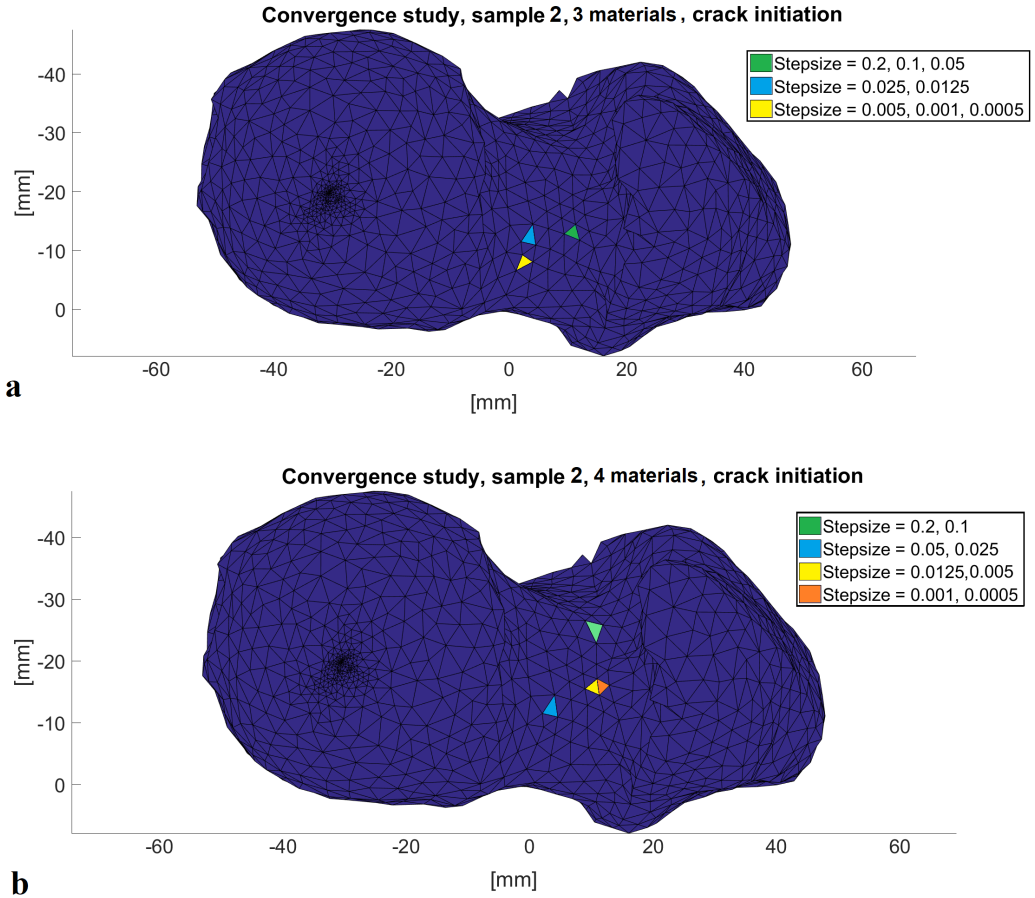 Convergence study, sample 2, 3 materials, crack initiation
Stepsize = 0.2, 0.1, 0.05
Stepsize = 0.025, 0.0125
Stepsize = 0.005, 0.001, 0.0005
-40
-30
-20
-10
0
[mm]
-60 -40 -20 0 20 40 60
[mm]
a
Convergence study, sample 2, 4 materials, crack initiation
Stepsize = 0.2, 0.1
Stepsize = 0.05, 0.025
Stepsize = 0.0125,0.005
Stepsize = 0.001, 0.0005
-40
-30
-20
-10
0
[mm]
-60 -40 -20 0 20 40 60
[mm]
b